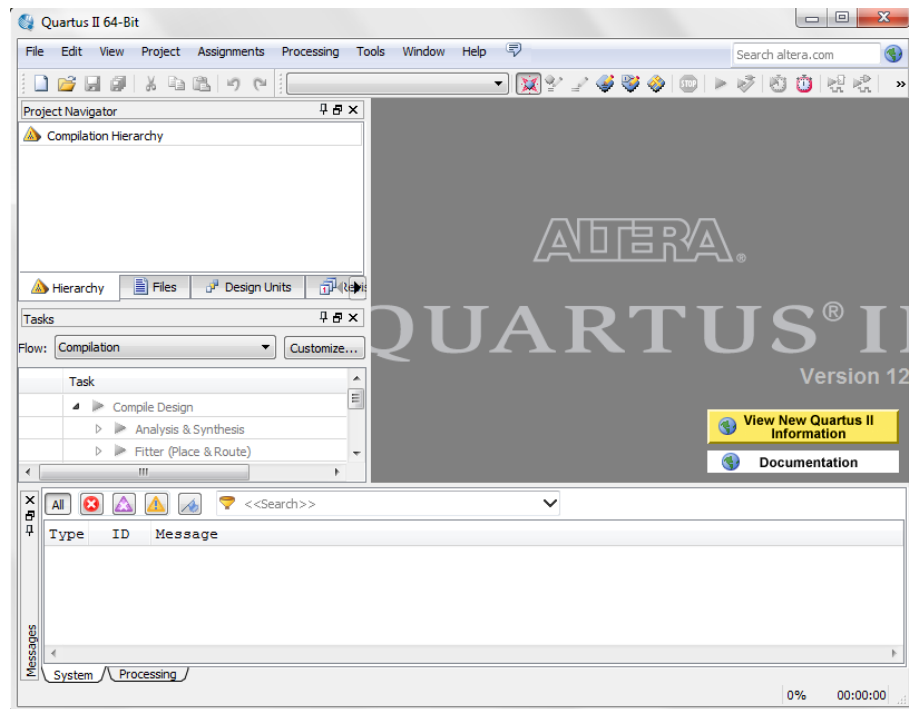 Quartus II 64-Bit
File Edit View Project Assignments Processing Tools Window Help
Search altera.com
STOP
»
Project Navigator
Compilation Hierarchy
Hierarchy Files Design Units
Tasks
Flow: Compilation Customize...
Task
Compile Design
Analysis & Synthesis
Fitter (Place & Route)
ALTERA®
QUARTUS® II
Version 12
View New Quartus II
Information
Documentation
All <<Search>>
Type ID Message
Messages
System Processing
0% 00:00:00